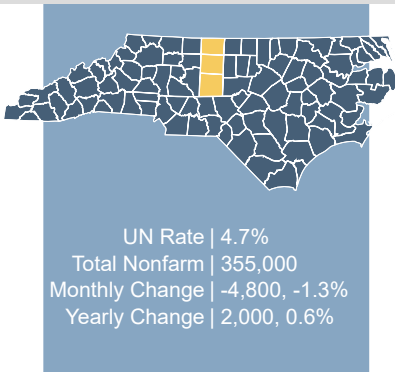 UN Rate | 4.7%
Total Nonfarm | 355,000
Monthly Change | -4,800, -1.3%
Yearly Change | 2,000, 0.6%